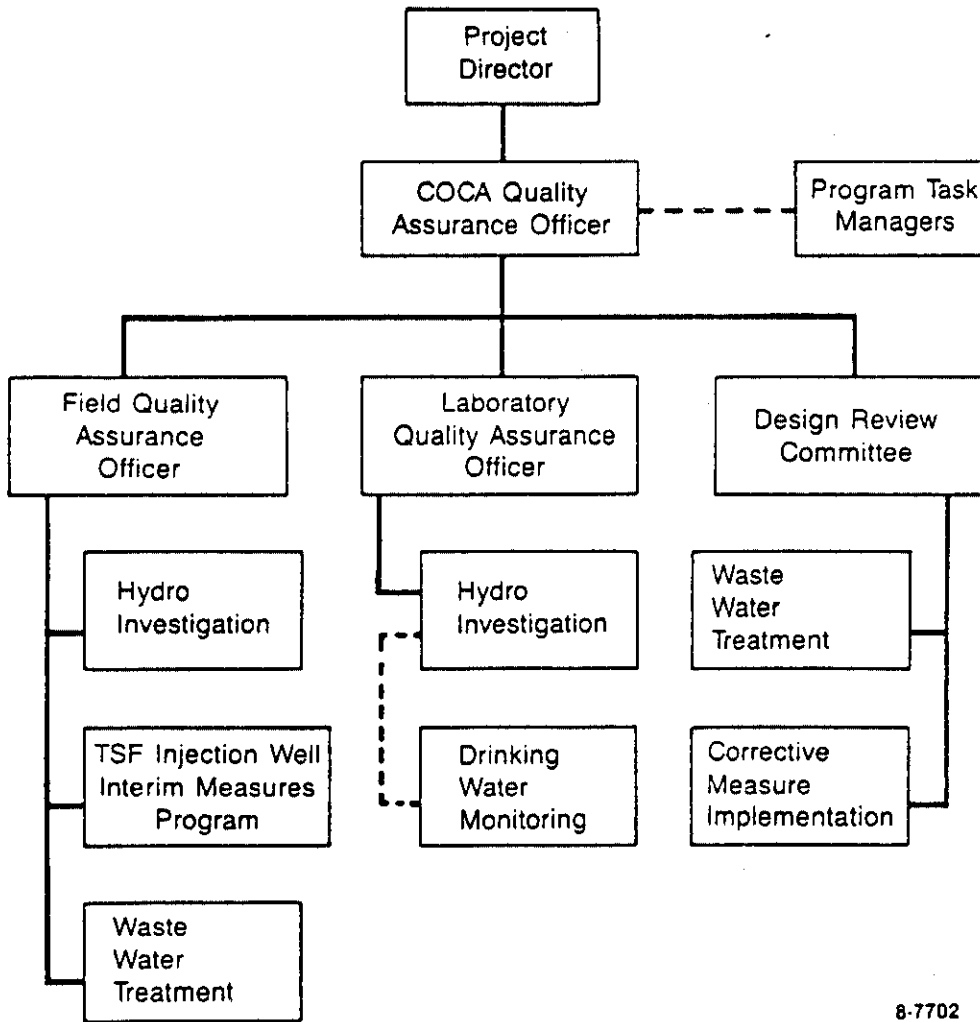 Project
Director
COCA Quality
Assurance Officer
Program Task
Managers
Field Quality
Assurance
Officer
Laboratory
Quality Assurance
Officer
Design Review
Committee
Hydro
Investigation
Hydro
Investigation
Waste
Water
Treatment
TSF Injection Well
Interim Measures
Program
Drinking
Water
Monitoring
Corrective
Measure
Implementation
Waste
Water
Treatment
8-7702